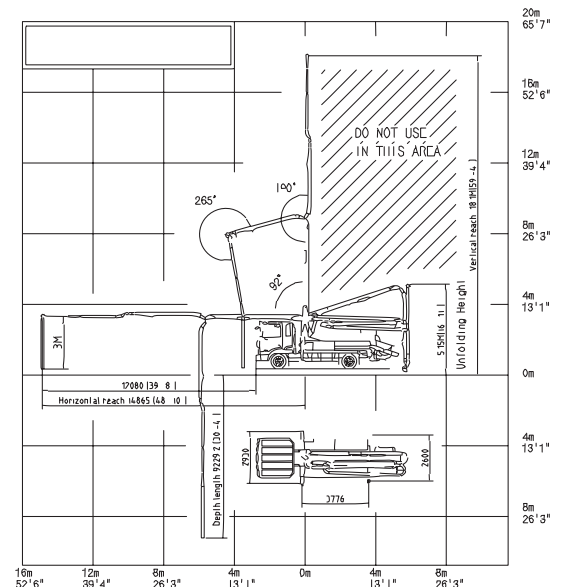 20m
65'7"
16m
52'6"
DO NOT USE
IN THIS AREA
12m
39'4"
190°
265°
Vertical reach 18.1M(59'-4")
8m
26'3"
92°
4m
13'1"
5.15M(16'11")
Unfolding Height
3M
0m
12080 (39'8")
Horizontal reach 14865 (48'10")
Depth length 9229.2 (30'-4")
2930
2600
4m
13'1"
3776
8m
26'3"
16m
12m
8m
4m
0m
4m
8m
52'6"
39'4"
26'3"
13'1"
13'1"
26'3"